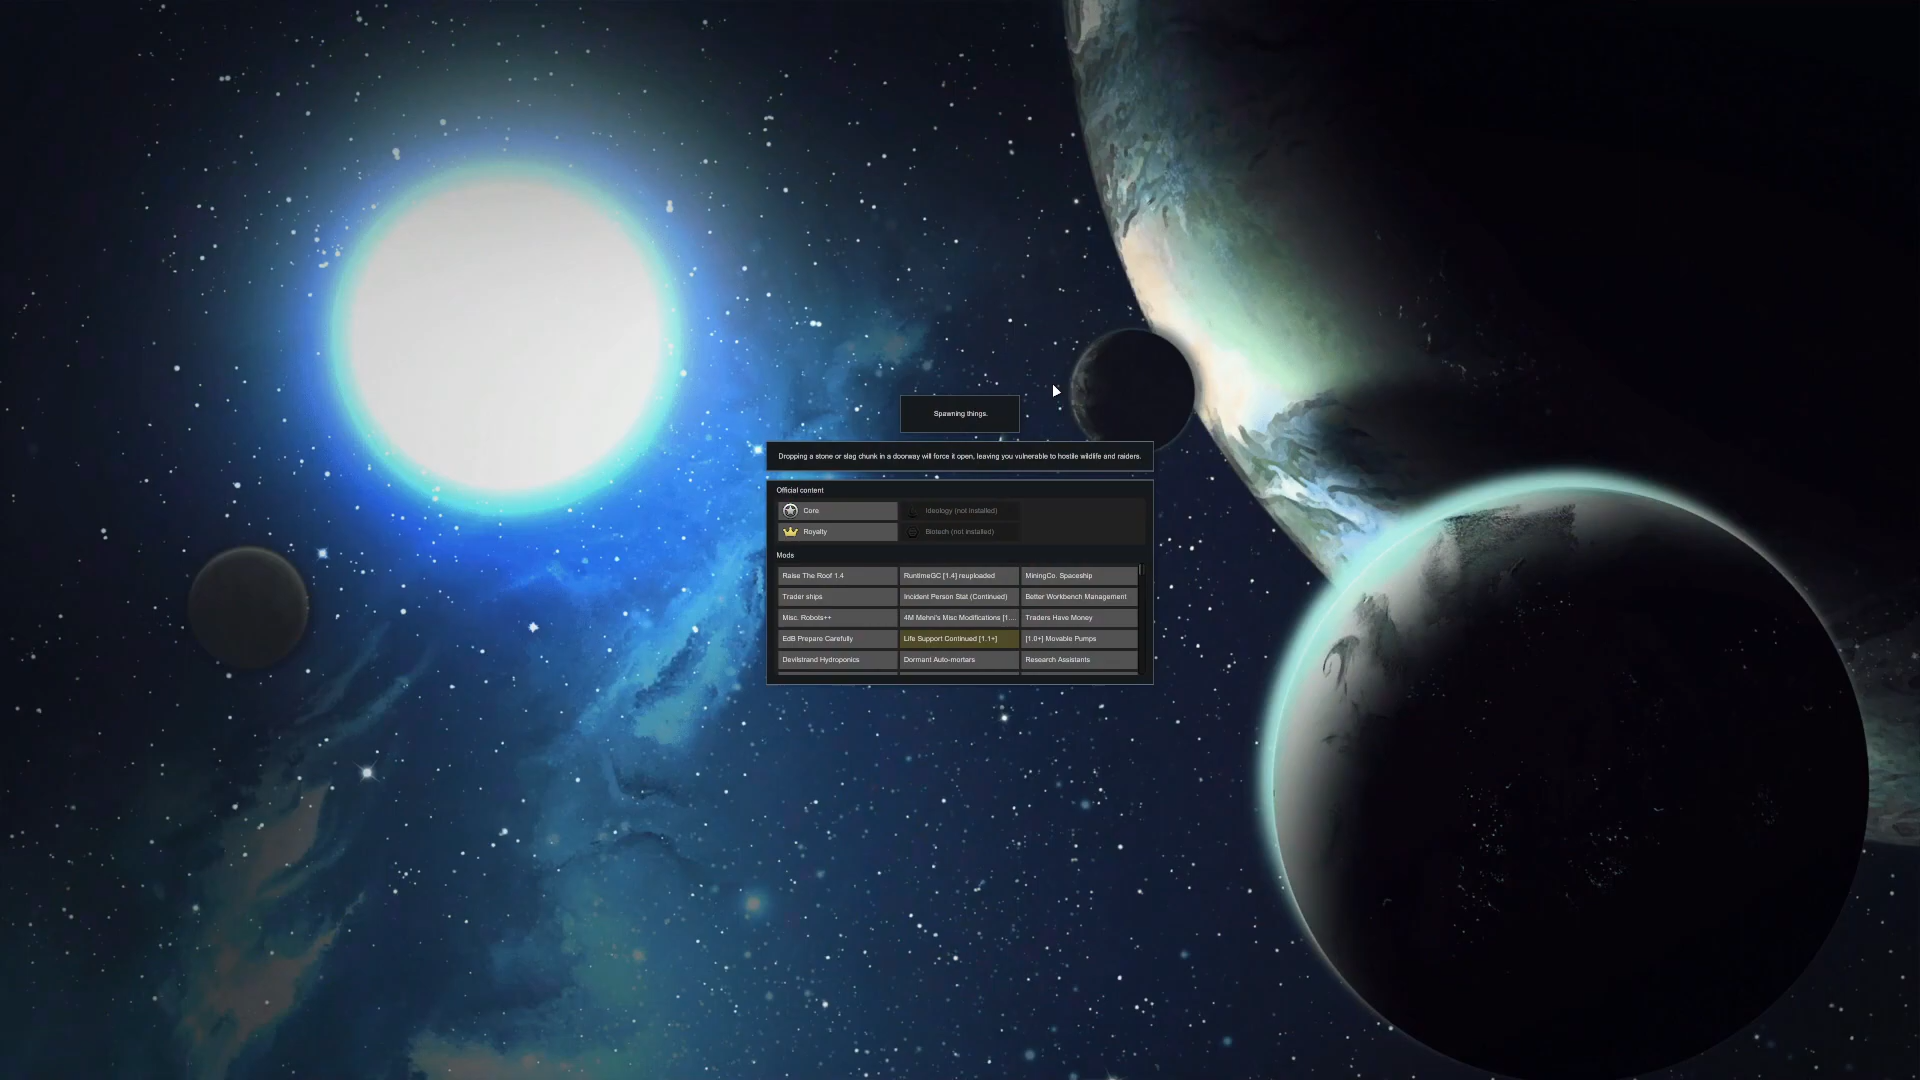 Spawning things.
Dropping a stone or slag chunk in a doorway will force it open, leaving you vulnerable to hostile wildlife and raiders.
Official content
Core
Ideology (not installed)
Royalty
Biotech (not installed)
Mods
Raise The Roof 1.4
RuntimeGC [1.4] reuploaded
MiningCo. Spaceship
Trader ships
Incident Person Stat (Continued)
Better Workbench Management
Misc. Robots++
4M Mehni's Misc Modifications [1....
Traders Have Money
EdB Prepare Carefully
Life Support Continued [1.1+]
[1.0+] Movable Pumps
Devilstrand Hydroponics
Dormant Auto-mortars
Research Assistants